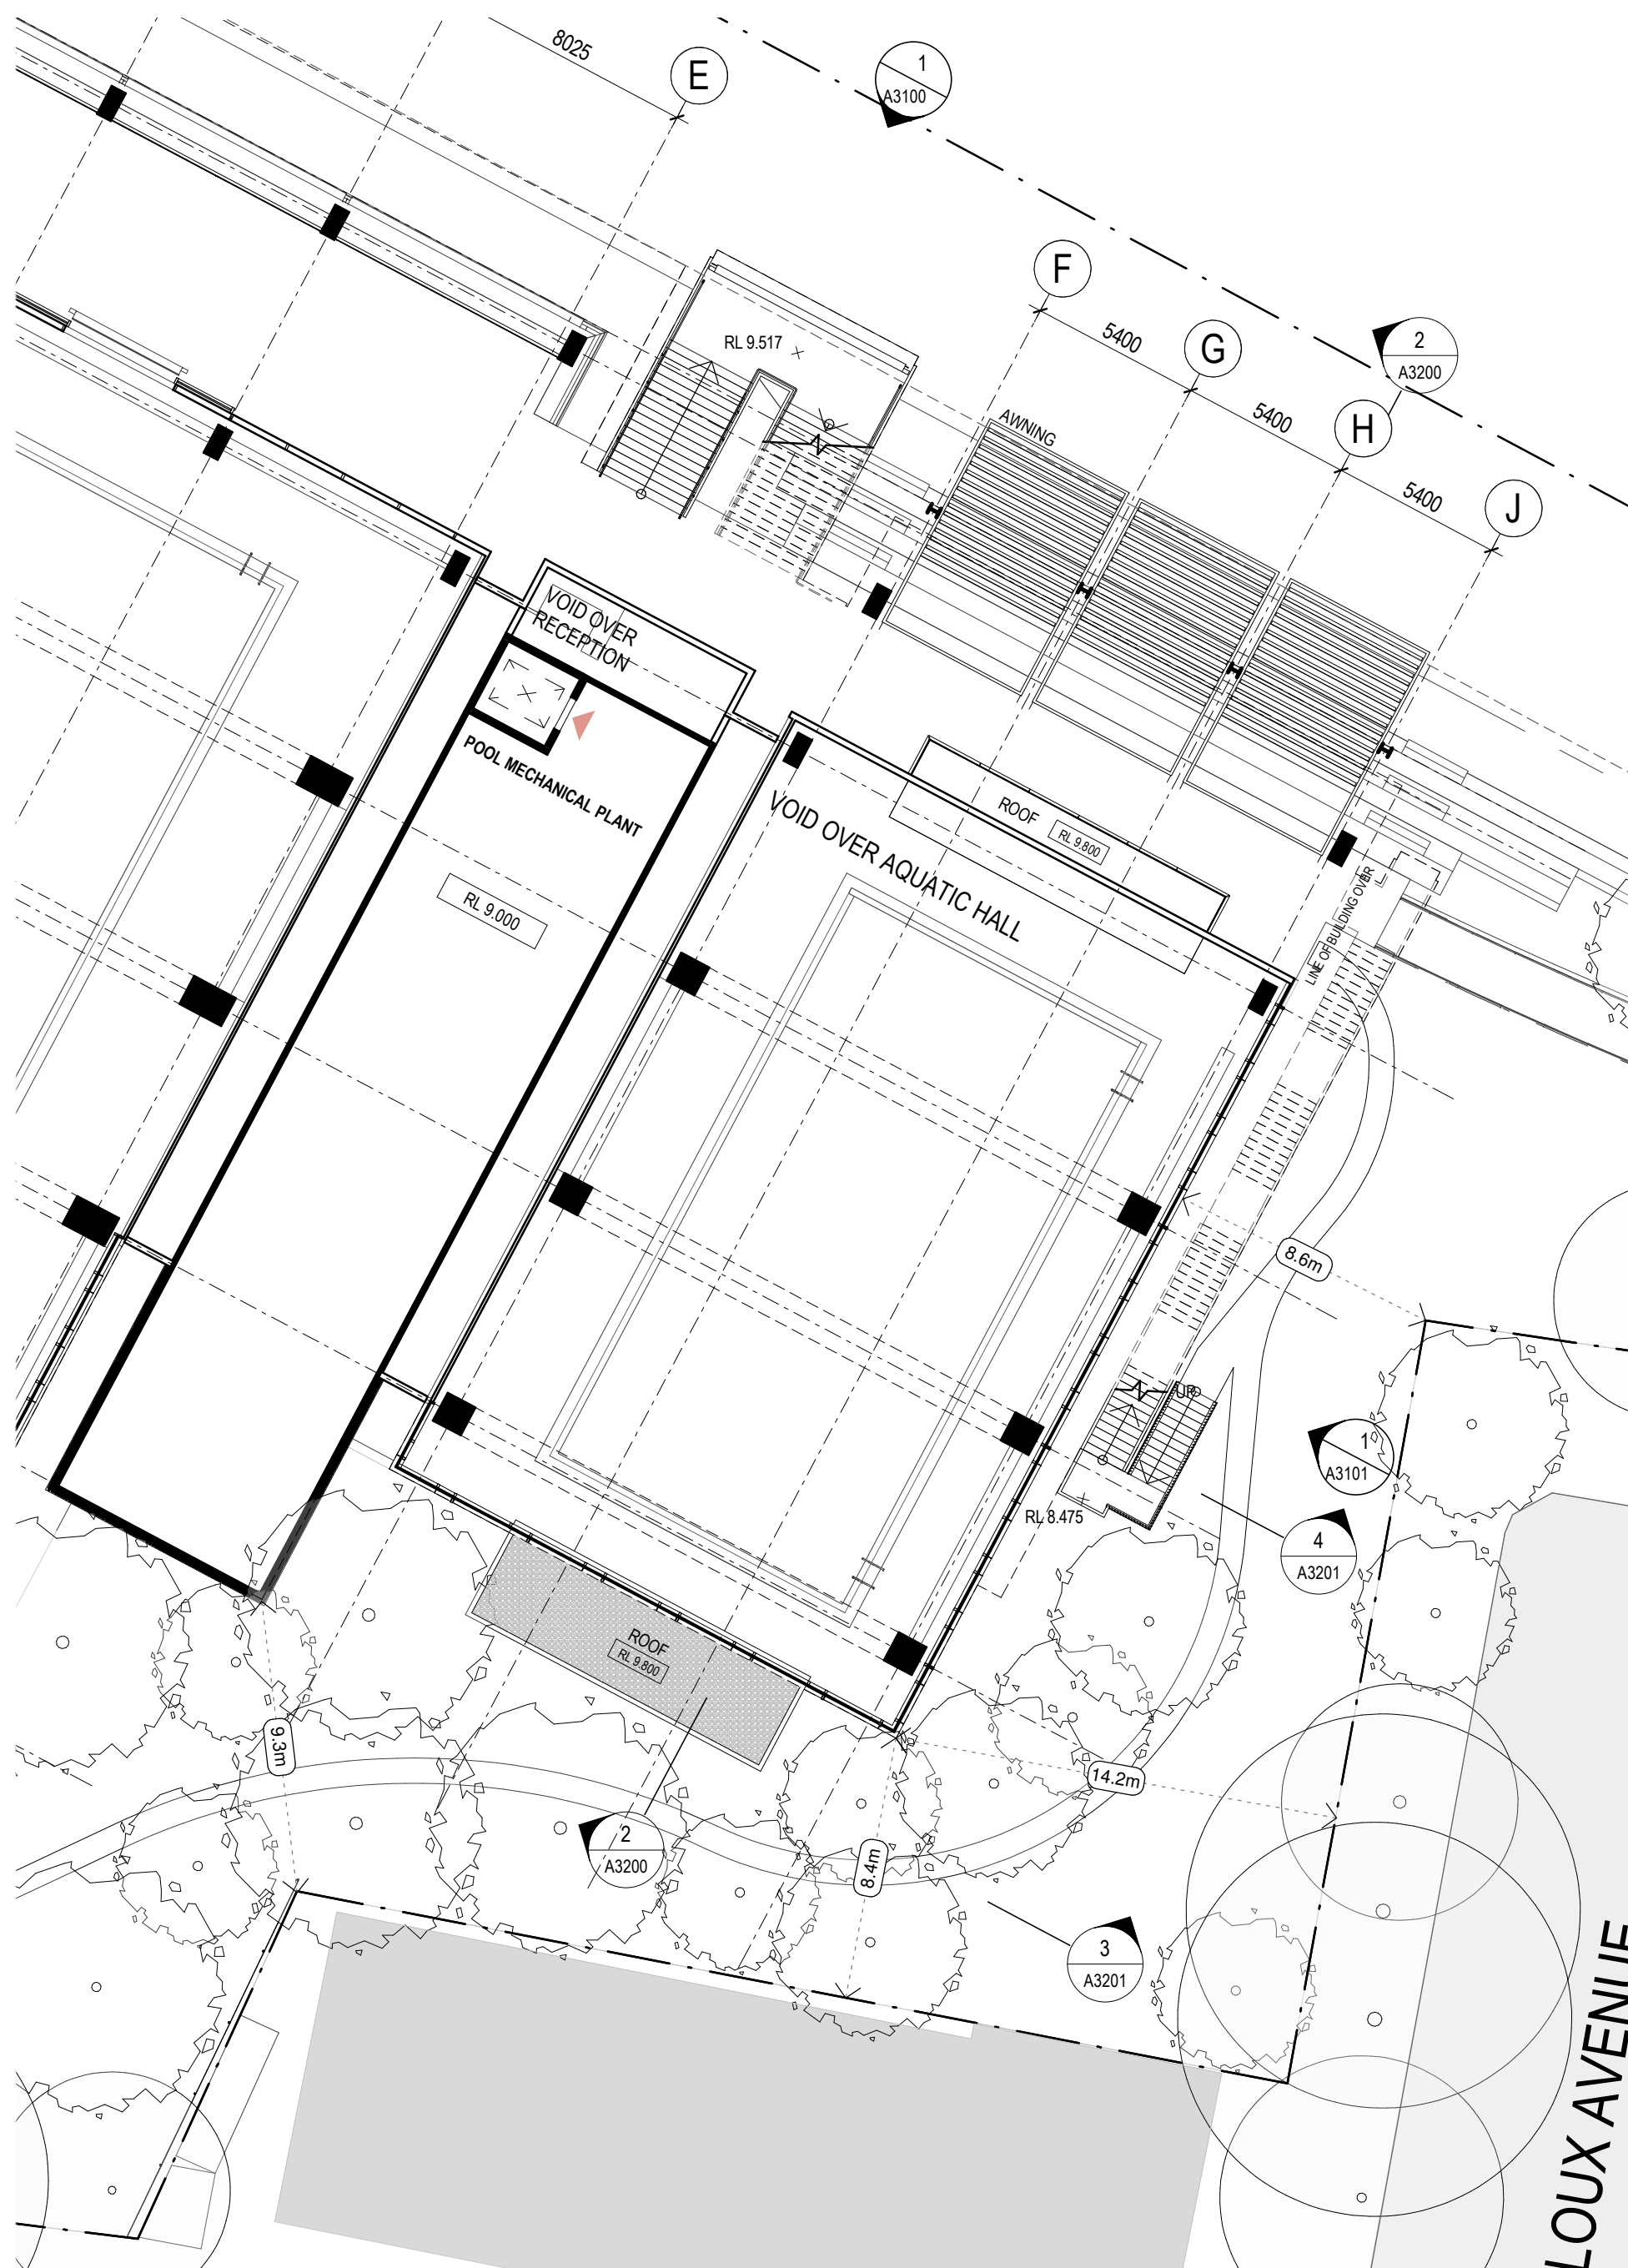 8025
E
1
A3100
F
5400
G
2
A3200
5400
H
5400
J
RL 9.517
AWNING
VOID OVER
RECEPTION
POOL MECHANICAL PLANT
RL 9.000
VOID OVER AQUATIC HALL
ROOF
RL 9.800
LINE OF BUILDING OVER
8.6m
UP
1
A3101
RL 8.475
4
A3201
ROOF
RL 9.800
9.3m
14.2m
2
A3200
8.4m
3
A3201
LOUX AVENUE